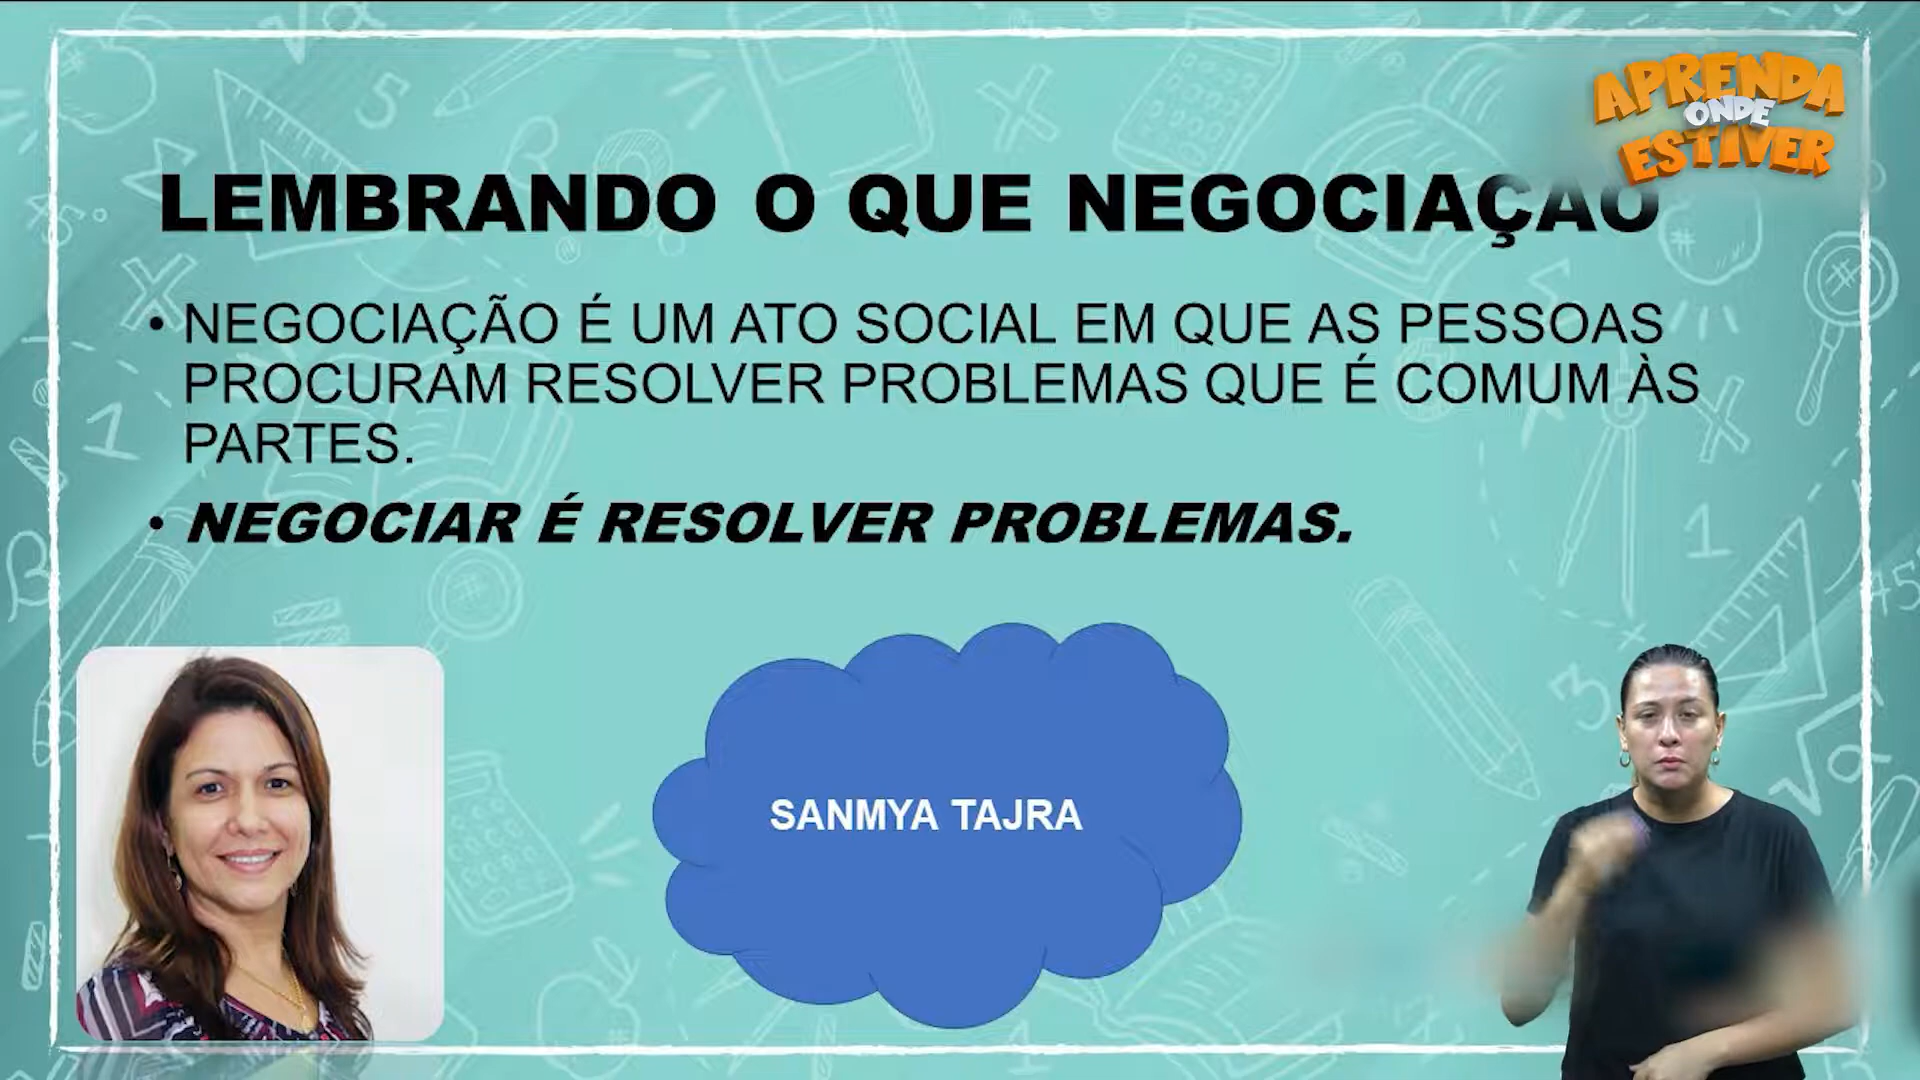 APRENDA
ONDE
ESTIVER
LEMBRANDO O QUE NEGOCIAÇÃO
• NEGOCIAÇÃO É UM ATO SOCIAL EM QUE AS PESSOAS
PROCURAM RESOLVER PROBLEMAS QUE É COMUM ÀS
PARTES.
• NEGOCIAR É RESOLVER PROBLEMAS.
SANMYA TAJRA